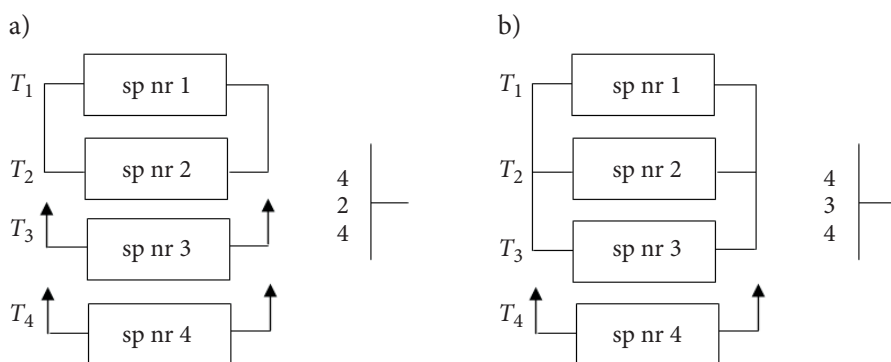 a)
T₁ sp nr 1
T₂ sp nr 2
T₃ sp nr 3
T₄ sp nr 4
4
2
4
b)
T₁ sp nr 1
T₂ sp nr 2
T₃ sp nr 3
T₄ sp nr 4
4
3
4